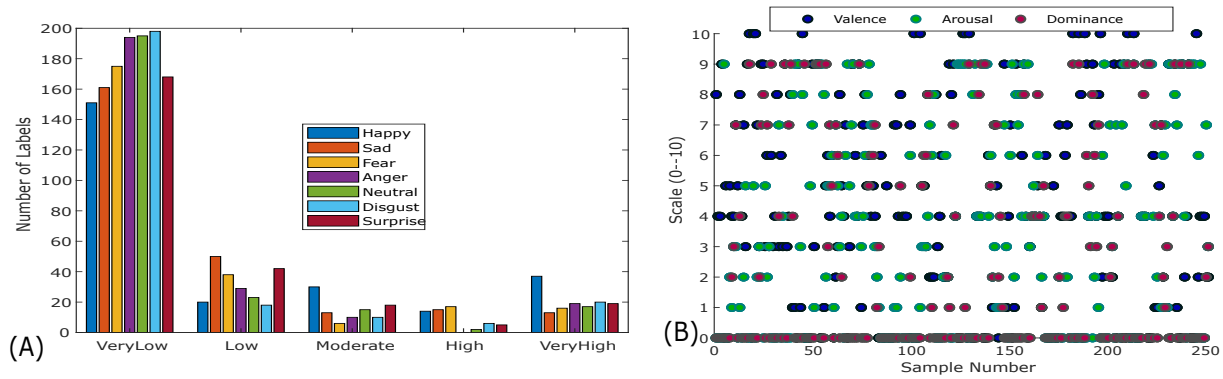 200
180
160
140
120
100
80
60
40
20
0
Number of Labels
Happy
Sad
Fear
Anger
Neutral
Disgust
Surprise
VeryLow
Low
Moderate
High
VeryHigh
(A)
Valence
Arousal
Dominance
10
9
8
7
6
5
4
3
2
1
0
Scale (0--10)
0
50
100
150
200
250
Sample Number
(B)